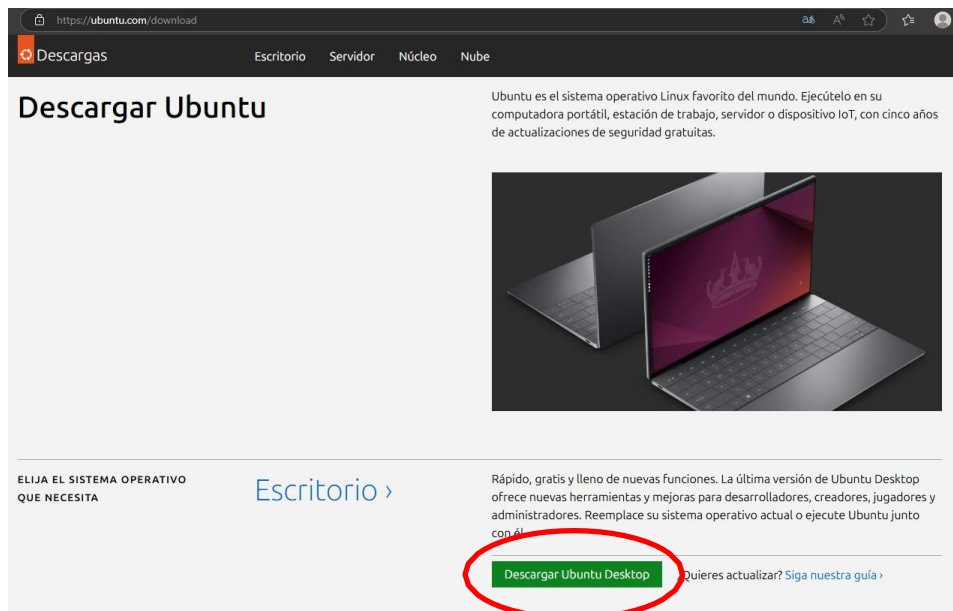 https://ubuntu.com/download
Descargas
Escritorio Servidor Núcleo Nube
Descargar Ubuntu
Ubuntu es el sistema operativo Linux favorito del mundo. Ejecútelo en su
computadora portátil, estación de trabajo, servidor o dispositivo IoT, con cinco años
de actualizaciones de seguridad gratuitas.
ELIJA EL SISTEMA OPERATIVO
QUE NECESITA
Escritorio ›
Rápido, gratis y lleno de nuevas funciones. La última versión de Ubuntu Desktop
ofrece nuevas herramientas y mejoras para desarrolladores, creadores, jugadores y
administradores. Reemplace su sistema operativo actual o ejecute Ubuntu junto
con él.
Descargar Ubuntu Desktop
¿Quieres actualizar? Siga nuestra guía ›